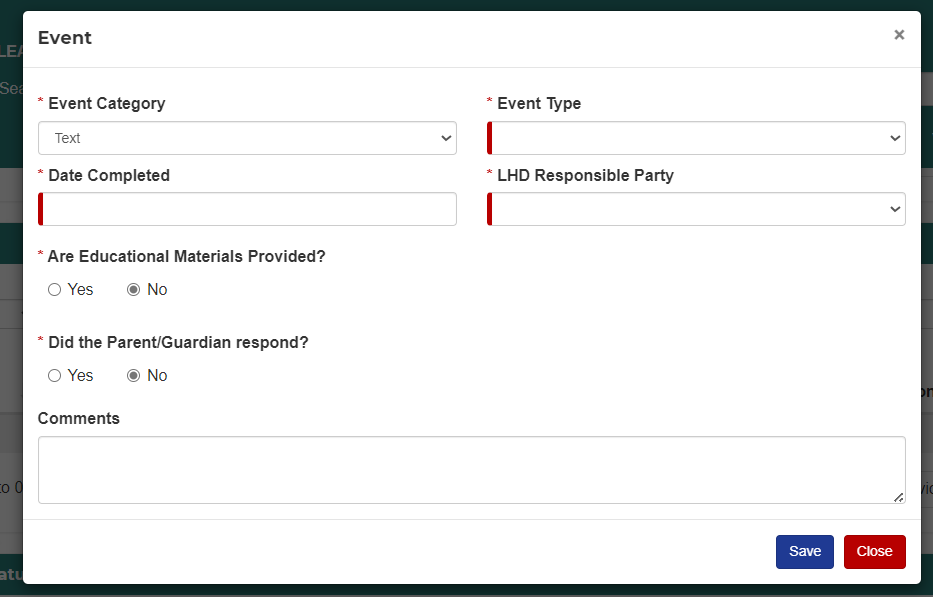 Event ×
* Event Category * Event Type
Text
* Date Completed * LHD Responsible Party
* Are Educational Materials Provided?
Yes No
* Did the Parent/Guardian respond?
Yes No
Comments
Save Close